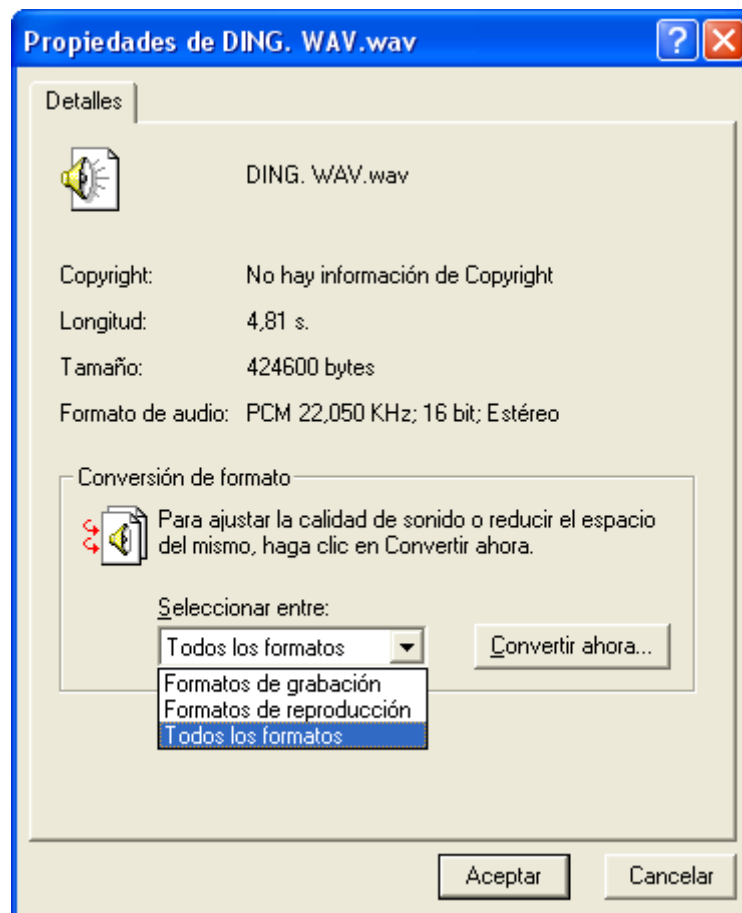 Propiedades de DING. WAV.wav
Detalles
DING. WAV.wav
Copyright: No hay información de Copyright
Longitud: 4,81 s.
Tamaño: 424600 bytes
Formato de audio: PCM 22,050 KHz; 16 bit; Estéreo
Conversión de formato
Para ajustar la calidad de sonido o reducir el espacio
del mismo, haga clic en Convertir ahora.
Seleccionar entre:
Todos los formatos
Convertir ahora...
Formatos de grabación
Formatos de reproducción
Todos los formatos
Aceptar Cancelar